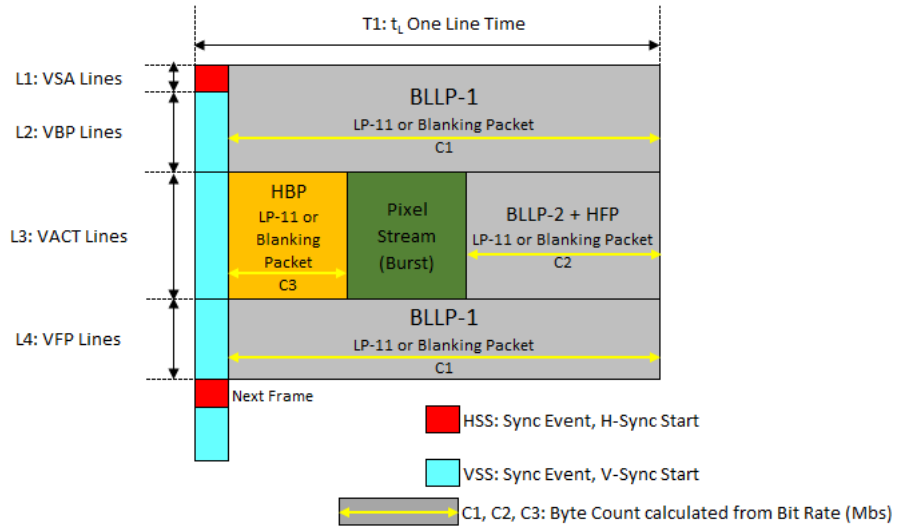 T1: tL One Line Time
L1: VSA Lines
BLLP-1
LP-11 or Blanking Packet
C1
L2: VBP Lines
L3: VACT Lines
HBP
LP-11 or
Blanking
Packet
C3
Pixel
Stream
(Burst)
BLLP-2 + HFP
LP-11 or Blanking Packet
C2
L4: VFP Lines
BLLP-1
LP-11 or Blanking Packet
C1
Next Frame
HSS: Sync Event, H-Sync Start
VSS: Sync Event, V-Sync Start
C1, C2, C3: Byte Count calculated from Bit Rate (Mbs)